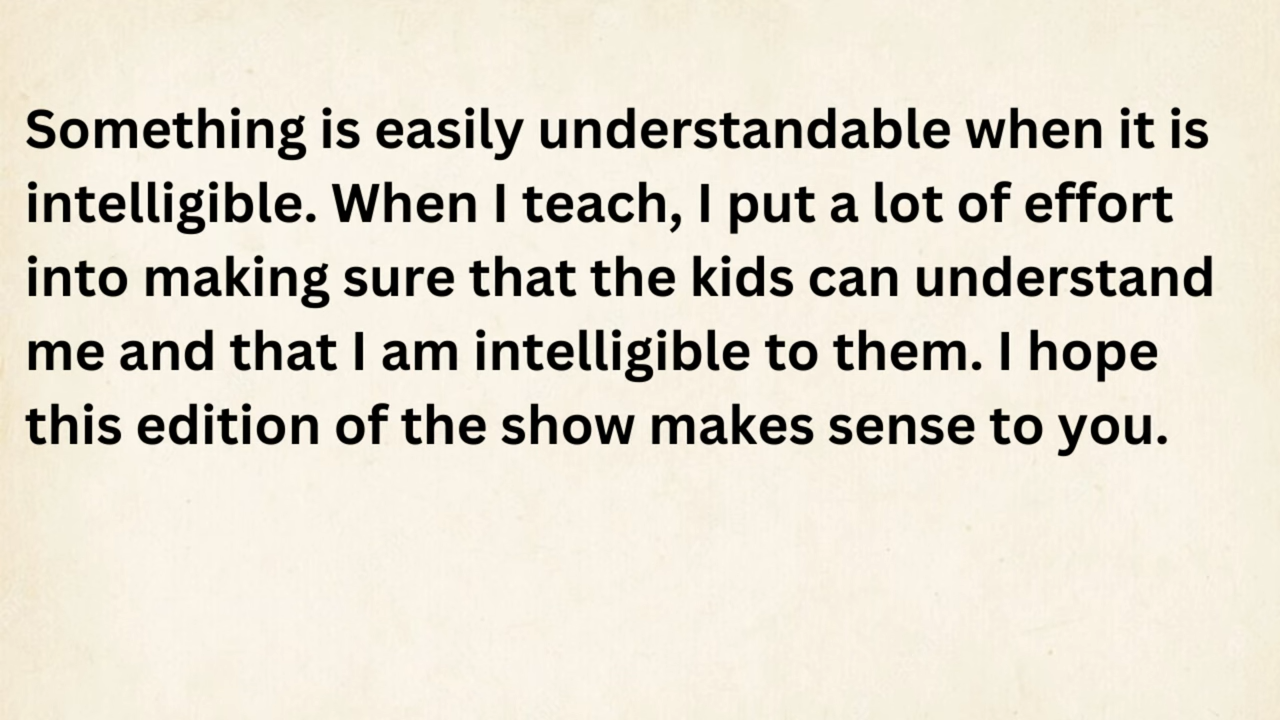 Something is easily understandable when it is
intelligible. When I teach, I put a lot of effort
into making sure that the kids can understand
me and that I am intelligible to them. I hope
this edition of the show makes sense to you.